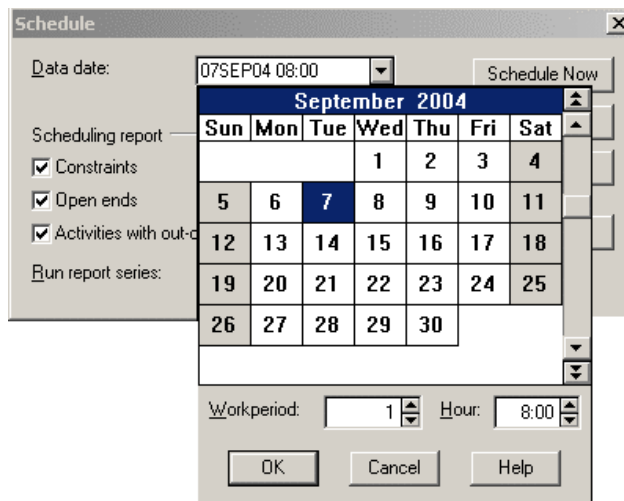 Schedule
Data date:
07SEP04 08:00
Schedule Now
September 2004
Sun Mon Tue Wed Thu Fri Sat
1 2 3 4
5 6 7 8 9 10 11
12 13 14 15 16 17 18
19 20 21 22 23 24 25
26 27 28 29 30
Scheduling report
Constraints
Open ends
Activities with out-o
Run report series:
Workperiod: 1 Hour: 8:00
OK Cancel Help